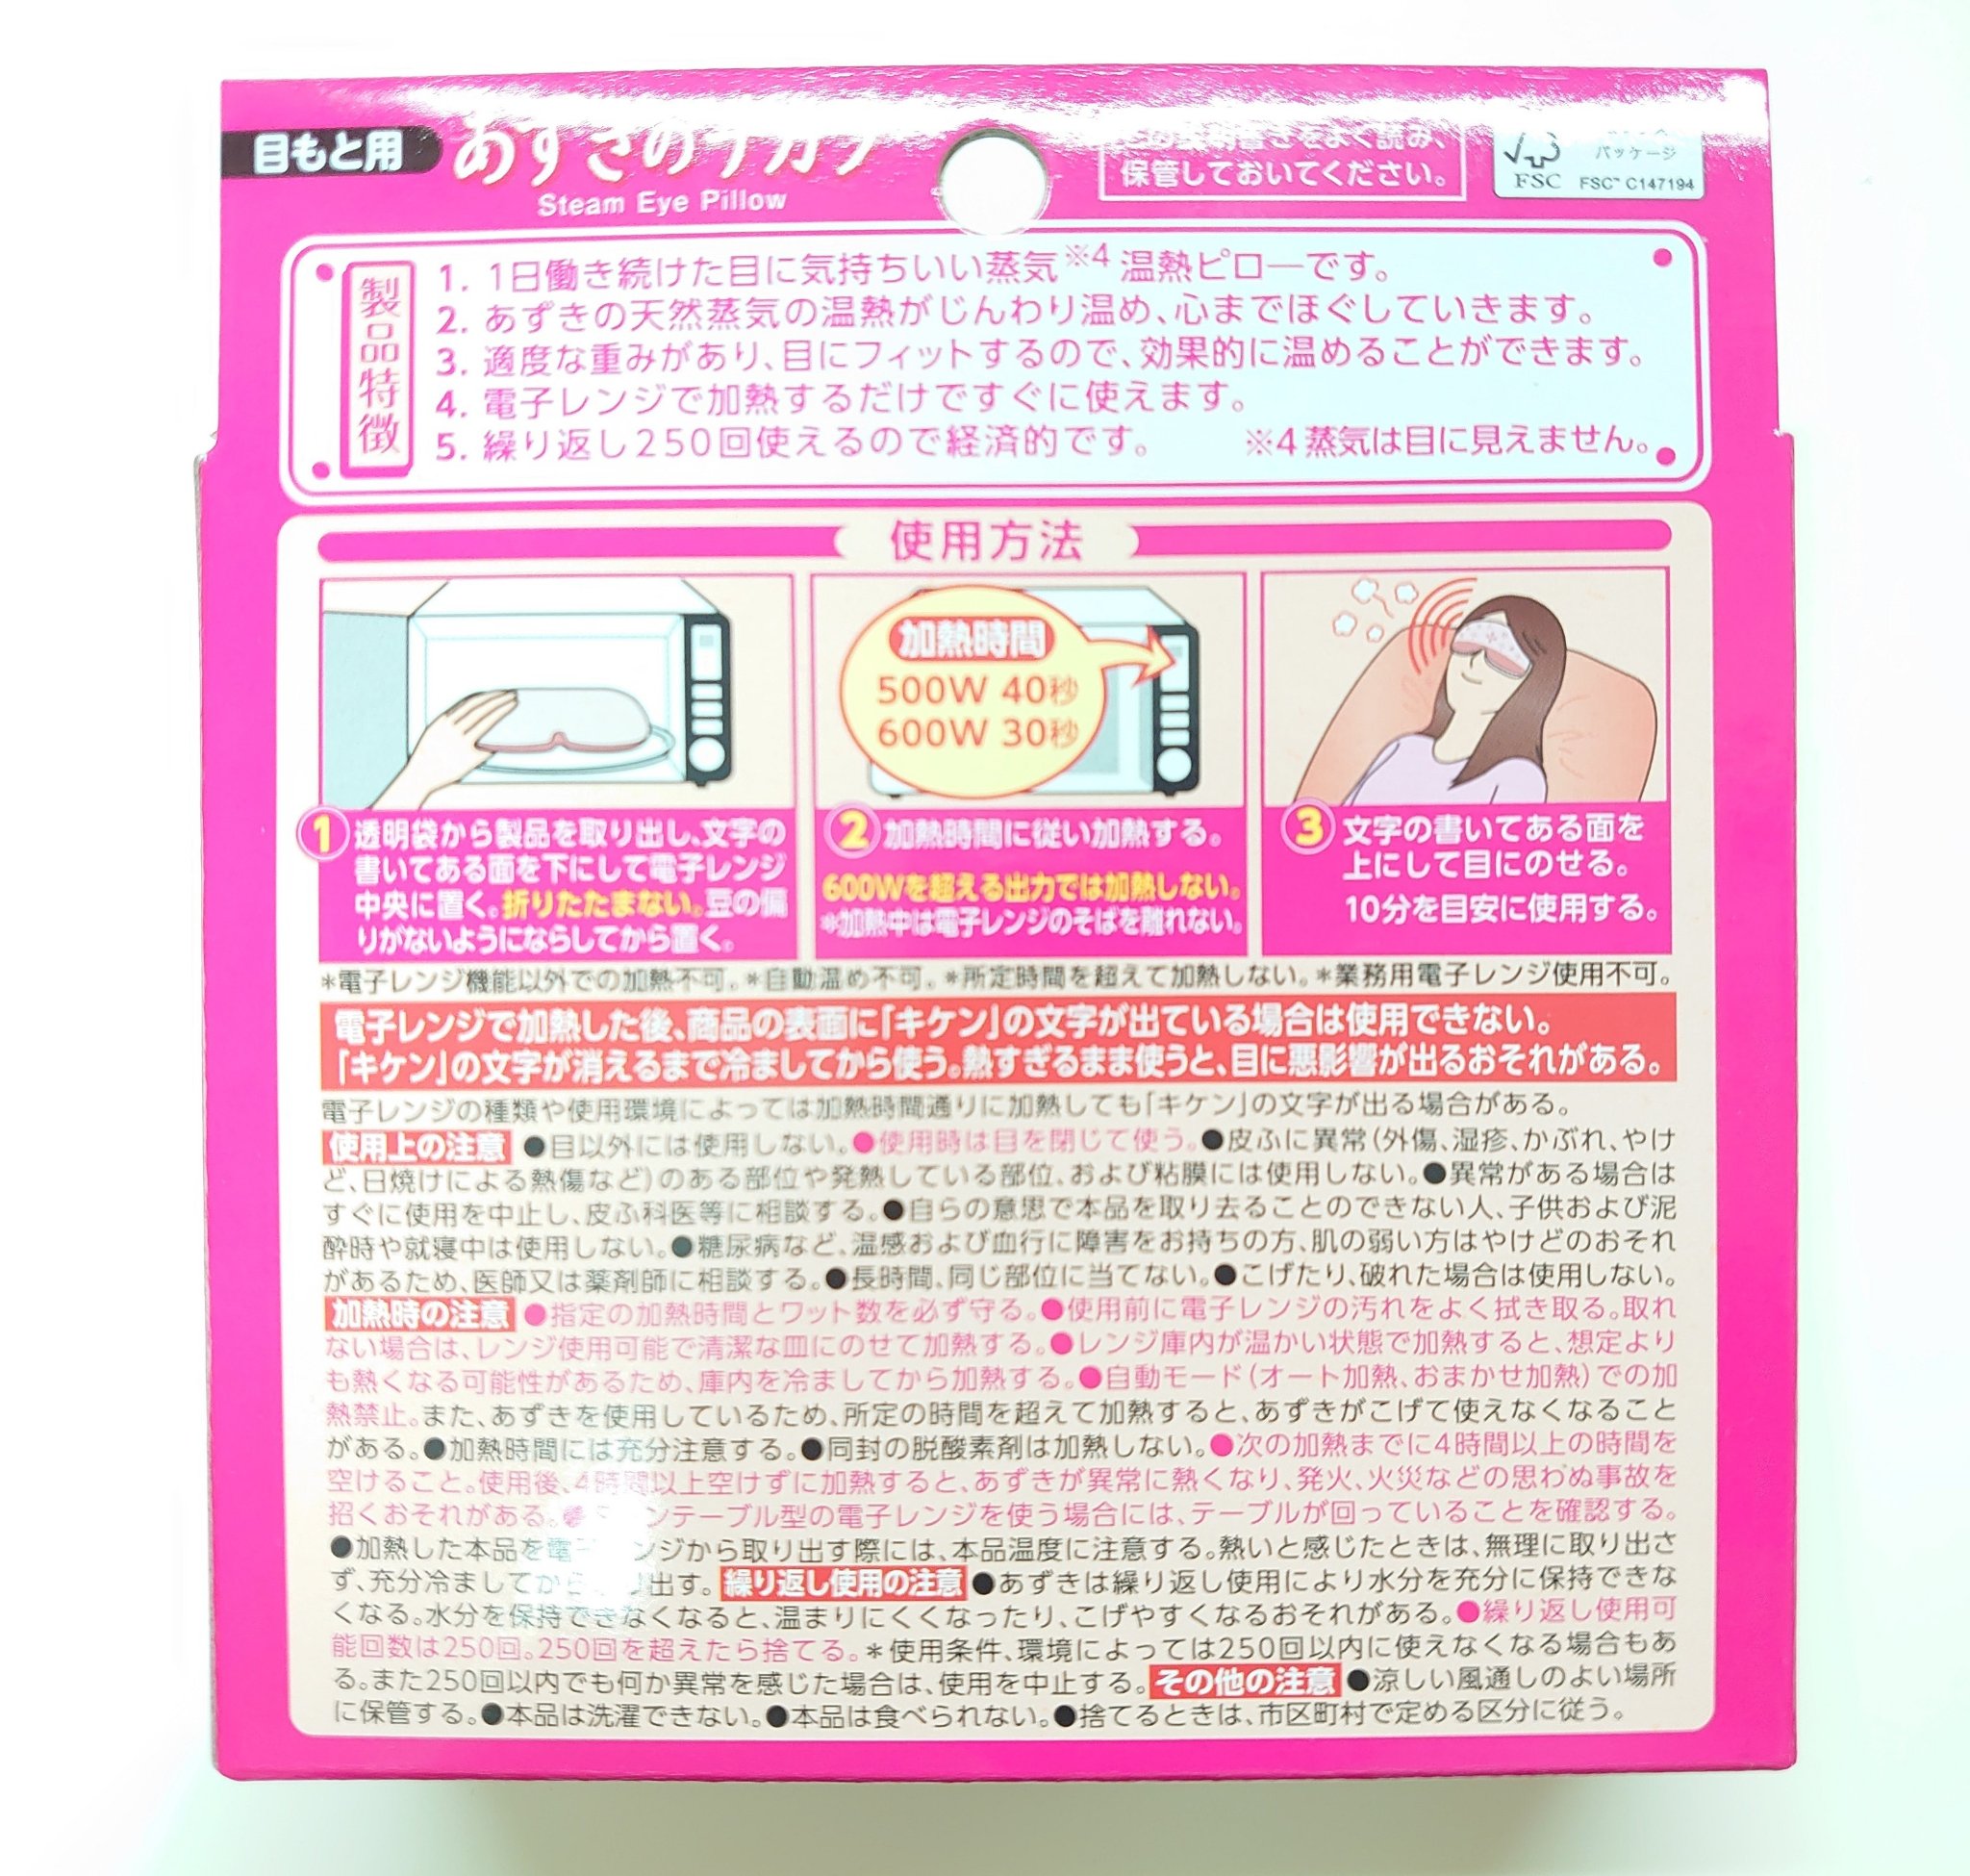 目もと用
あずきのチカラ
Steam Eye Pillow
この説明書きをよく読み、
保管しておいてください。
パッケージ
FSC
FSC™ C147194
製品特徴
1. 1日働き続けた目に気持ちいい蒸気※4 温熱ピローです。
2. あずきの天然蒸気の温熱がじんわり温め、心までほぐしていきます。
3. 適度な重みがあり、目にフィットするので、効果的に温めることができます。
4. 電子レンジで加熱するだけですぐに使えます。
5. 繰り返し250回使えるので経済的です。 ※4 蒸気は目に見えません。
使用方法
加熱時間
500W 40秒
600W 30秒
1 透明袋から製品を取り出し、文字の
書いてある面を下にして電子レンジ
中央に置く。折りたたまない。豆の偏
りがないようにならしてから置く。
2 加熱時間に従い加熱する。
600Wを超える出力では加熱しない。
*加熱中は電子レンジのそばを離れない。
3 文字の書いてある面を
上にして目にのせる。
10分を目安に使用する。
*電子レンジ機能以外での加熱不可。*自動温め不可。*所定時間を超えて加熱しない。*業務用電子レンジ使用不可。
電子レンジで加熱した後、商品の表面に「キケン」の文字が出ている場合は使用できない。
「キケン」の文字が消えるまで冷ましてから使う。熱すぎるまま使うと、目に悪影響が出るおそれがある。
電子レンジの種類や使用環境によっては加熱時間通りに加熱しても「キケン」の文字が出る場合がある。
使用上の注意 ●目以外には使用しない。●使用時は目を閉じて使う。●皮ふに異常(外傷、湿疹、かぶれ、やけ
ど、日焼けによる熱傷など)のある部位や発熱している部位、および粘膜には使用しない。●異常がある場合は
すぐに使用を中止し、皮ふ科医等に相談する。●自らの意思で本品を取り去ることのできない人、子供および泥
酔時や就寝中は使用しない。●糖尿病など、温感および血行に障害をお持ちの方、肌の弱い方はやけどのおそれ
があるため、医師又は薬剤師に相談する。●長時間、同じ部位に当てない。●こげたり、破れた場合は使用しない。
加熱時の注意 ●指定の加熱時間とワット数を必ず守る。●使用前に電子レンジの汚れをよく拭き取る。取れ
ない場合は、レンジ使用可能で清潔な皿にのせて加熱する。●レンジ庫内が温かい状態で加熱すると、想定より
も熱くなる可能性があるため、庫内を冷ましてから加熱する。●自動モード(オート加熱、おまかせ加熱)での加
熱禁止。また、あずきを使用しているため、所定の時間を超えて加熱すると、あずきがこげて使えなくなること
がある。●加熱時間には充分注意する。●同封の脱酸素剤は加熱しない。●次の加熱までに4時間以上の時間を
空けること。使用後、4時間以上空けずに加熱すると、あずきが異常に熱くなり、発火、火災などの思わぬ事故を
招くおそれがある。●ターンテーブル型の電子レンジを使う場合には、テーブルが回っていることを確認する。
●加熱した本品を電子レンジから取り出す際には、本品温度に注意する。熱いと感じたときは、無理に取り出さ
ず、充分冷ましてから取り出す。繰り返し使用の注意 ●あずきは繰り返し使用により水分を充分に保持できな
くなる。水分を保持できなくなると、温まりにくくなったり、こげやすくなるおそれがある。●繰り返し使用可
能回数は250回。250回を超えたら捨てる。*使用条件、環境によっては250回以内に使えなくなる場合もあ
る。また250回以内でも何か異常を感じた場合は、使用を中止する。その他の注意 ●涼しい風通しのよい場所
に保管する。●本品は洗濯できない。●本品は食べられない。●捨てるときは、市区町村で定める区分に従う。